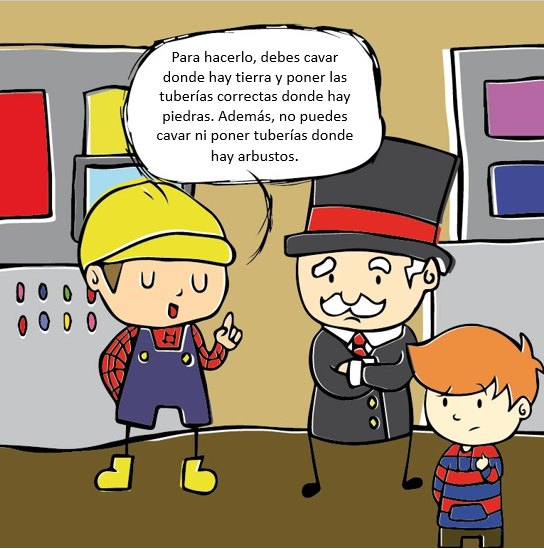 Para hacerlo, debes cavar
donde hay tierra y poner las
tuberías correctas donde hay
piedras. Además, no puedes
cavar ni poner tuberías donde
hay arbustos.